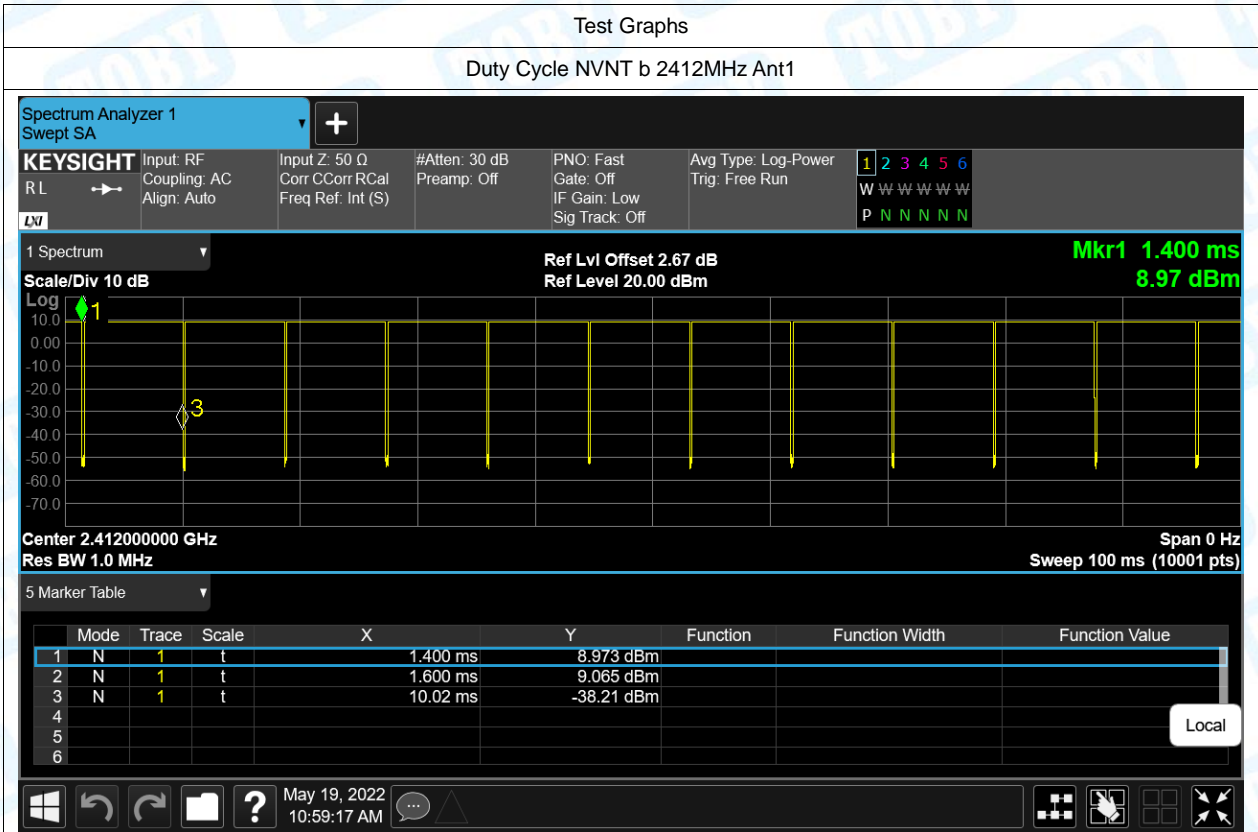 Test Graphs
Duty Cycle NVNT b 2412MHz Ant1
Spectrum Analyzer 1
Swept SA
KEYSIGHT Input: RF Input Z: 50 Ω #Atten: 30 dB PNO: Fast Avg Type: Log-Power 1 2 3 4 5 6
RL Coupling: AC Corr CCorr RCal Preamp: Off Gate: Off Trig: Free Run W W W W W W
Align: Auto Freq Ref: Int (S) IF Gain: Low
LXI Sig Track: Off P N N N N N
1 Spectrum Ref Lvl Offset 2.67 dB Mkr1 1.400 ms
Scale/Div 10 dB Ref Level 20.00 dBm 8.97 dBm
Log
1
10.0
0.00
-10.0
-20.0
-30.0
3
-40.0
-50.0
-60.0
-70.0
Center 2.412000000 GHz Span 0 Hz
Res BW 1.0 MHz Sweep 100 ms (10001 pts)
5 Marker Table
Mode Trace Scale X Y Function Function Width Function Value
1 N 1 t 1.400 ms 8.973 dBm
2 N 1 t 1.600 ms 9.065 dBm
3 N 1 t 10.02 ms -38.21 dBm
4
5
6
Local
? May 19, 2022
10:59:17 AM
TOBY